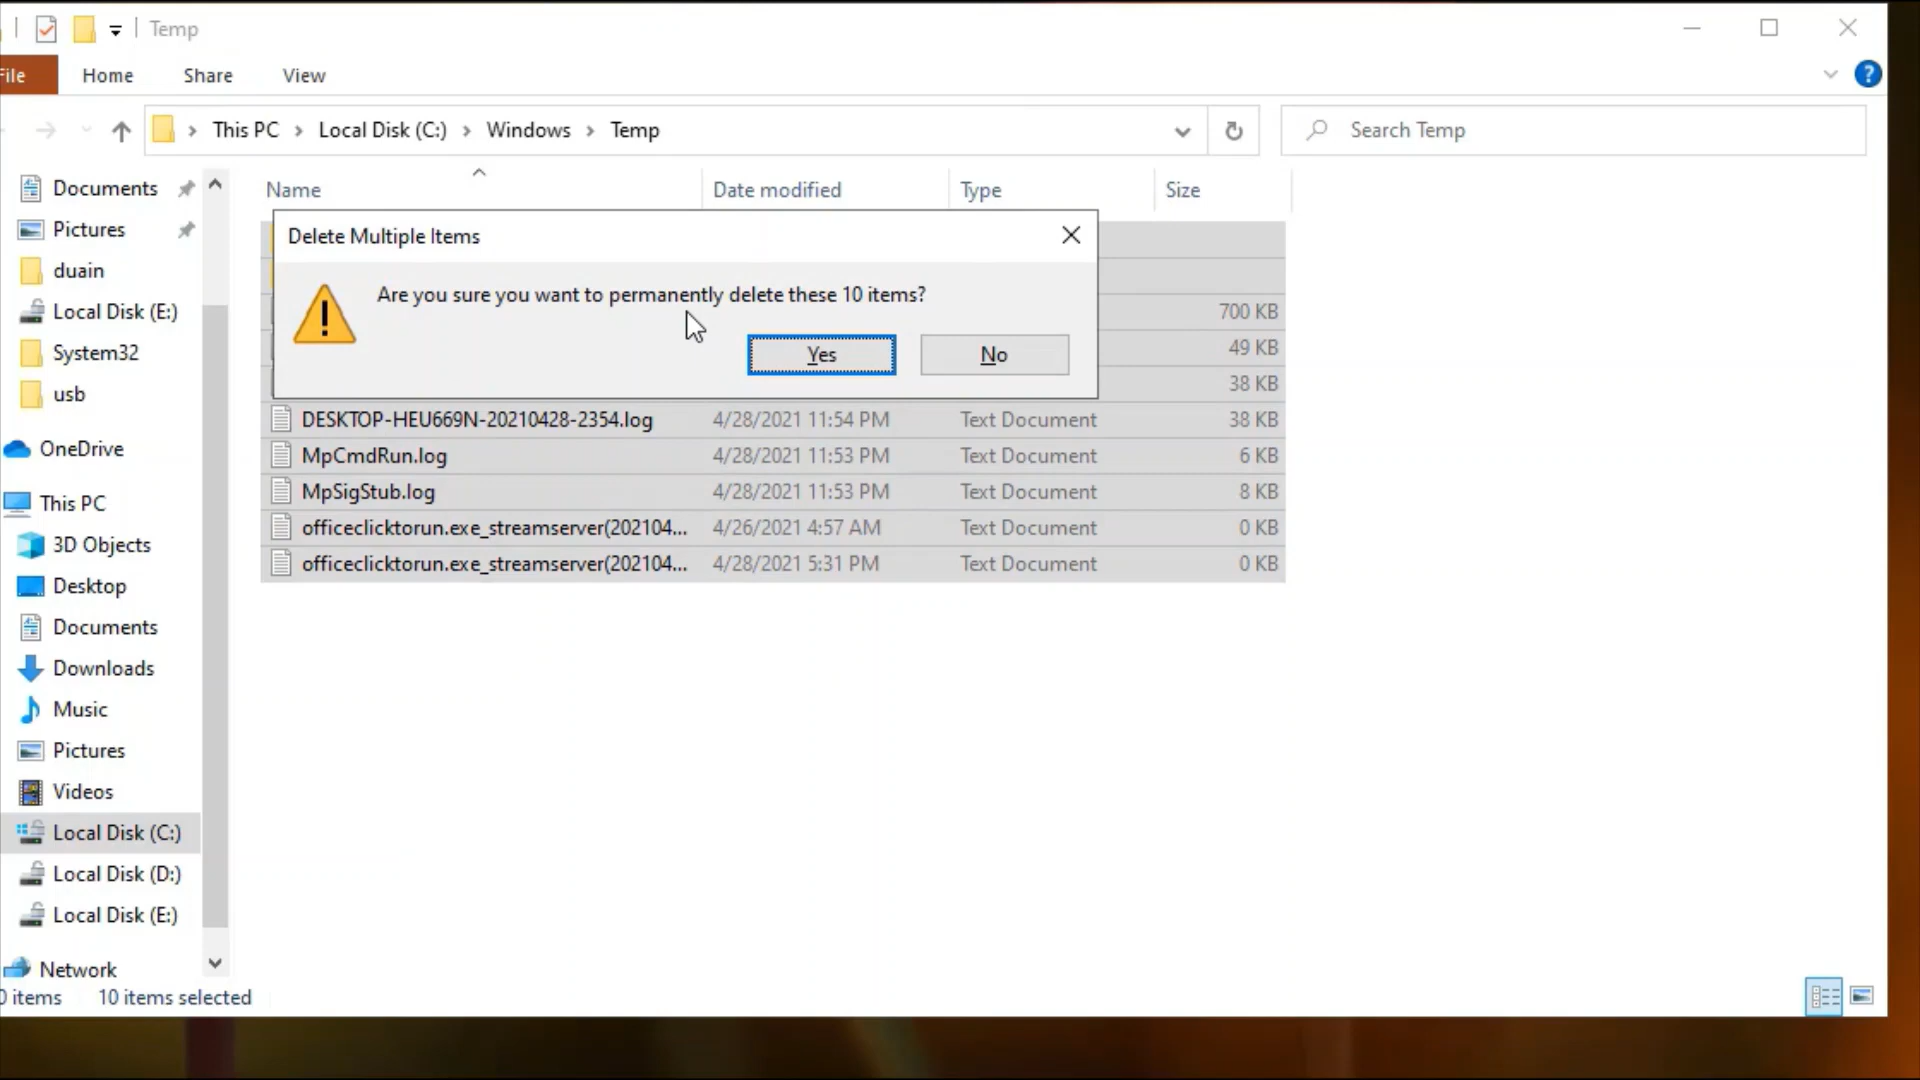 Temp
File
Home
Share
View
This PC
Local Disk (C:)
Windows
Temp
Search Temp
Name
Date modified
Type
Size
Documents
Pictures
duain
Local Disk (E:)
System32
usb
OneDrive
This PC
3D Objects
Desktop
Documents
Downloads
Music
Pictures
Videos
Local Disk (C:)
Local Disk (D:)
Local Disk (E:)
Network
Delete Multiple Items
Are you sure you want to permanently delete these 10 items?
Yes
No
700 KB
49 KB
38 KB
DESKTOP-HEU669N-20210428-2354.log 4/28/2021 11:54 PM Text Document 38 KB
MpCmdRun.log 4/28/2021 11:53 PM Text Document 6 KB
MpSigStub.log 4/28/2021 11:53 PM Text Document 8 KB
officeclicktorun.exe_streamserver(202104... 4/26/2021 4:57 AM Text Document 0 KB
officeclicktorun.exe_streamserver(202104... 4/28/2021 5:31 PM Text Document 0 KB
0 items
10 items selected